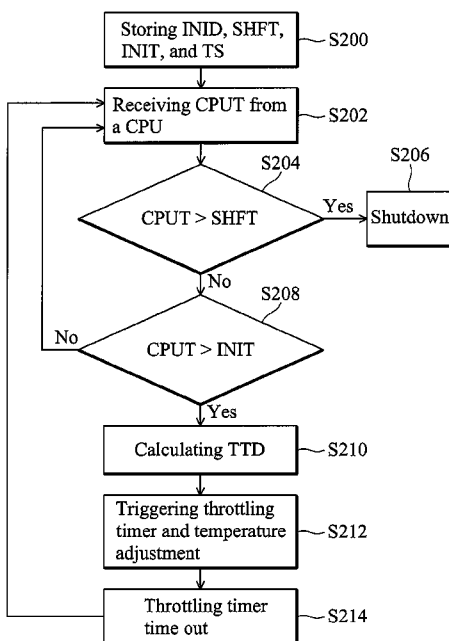 Storing INID, SHFT,
INIT, and TS
S200
Receiving CPUT from
a CPU
S202
S204
S206
CPUT > SHFT
Yes
Shutdown
No
S208
No
CPUT > INIT
Yes
Calculating TTD
S210
Triggering throttling
timer and temperature
adjustment
S212
Throttling timer
time out
S214